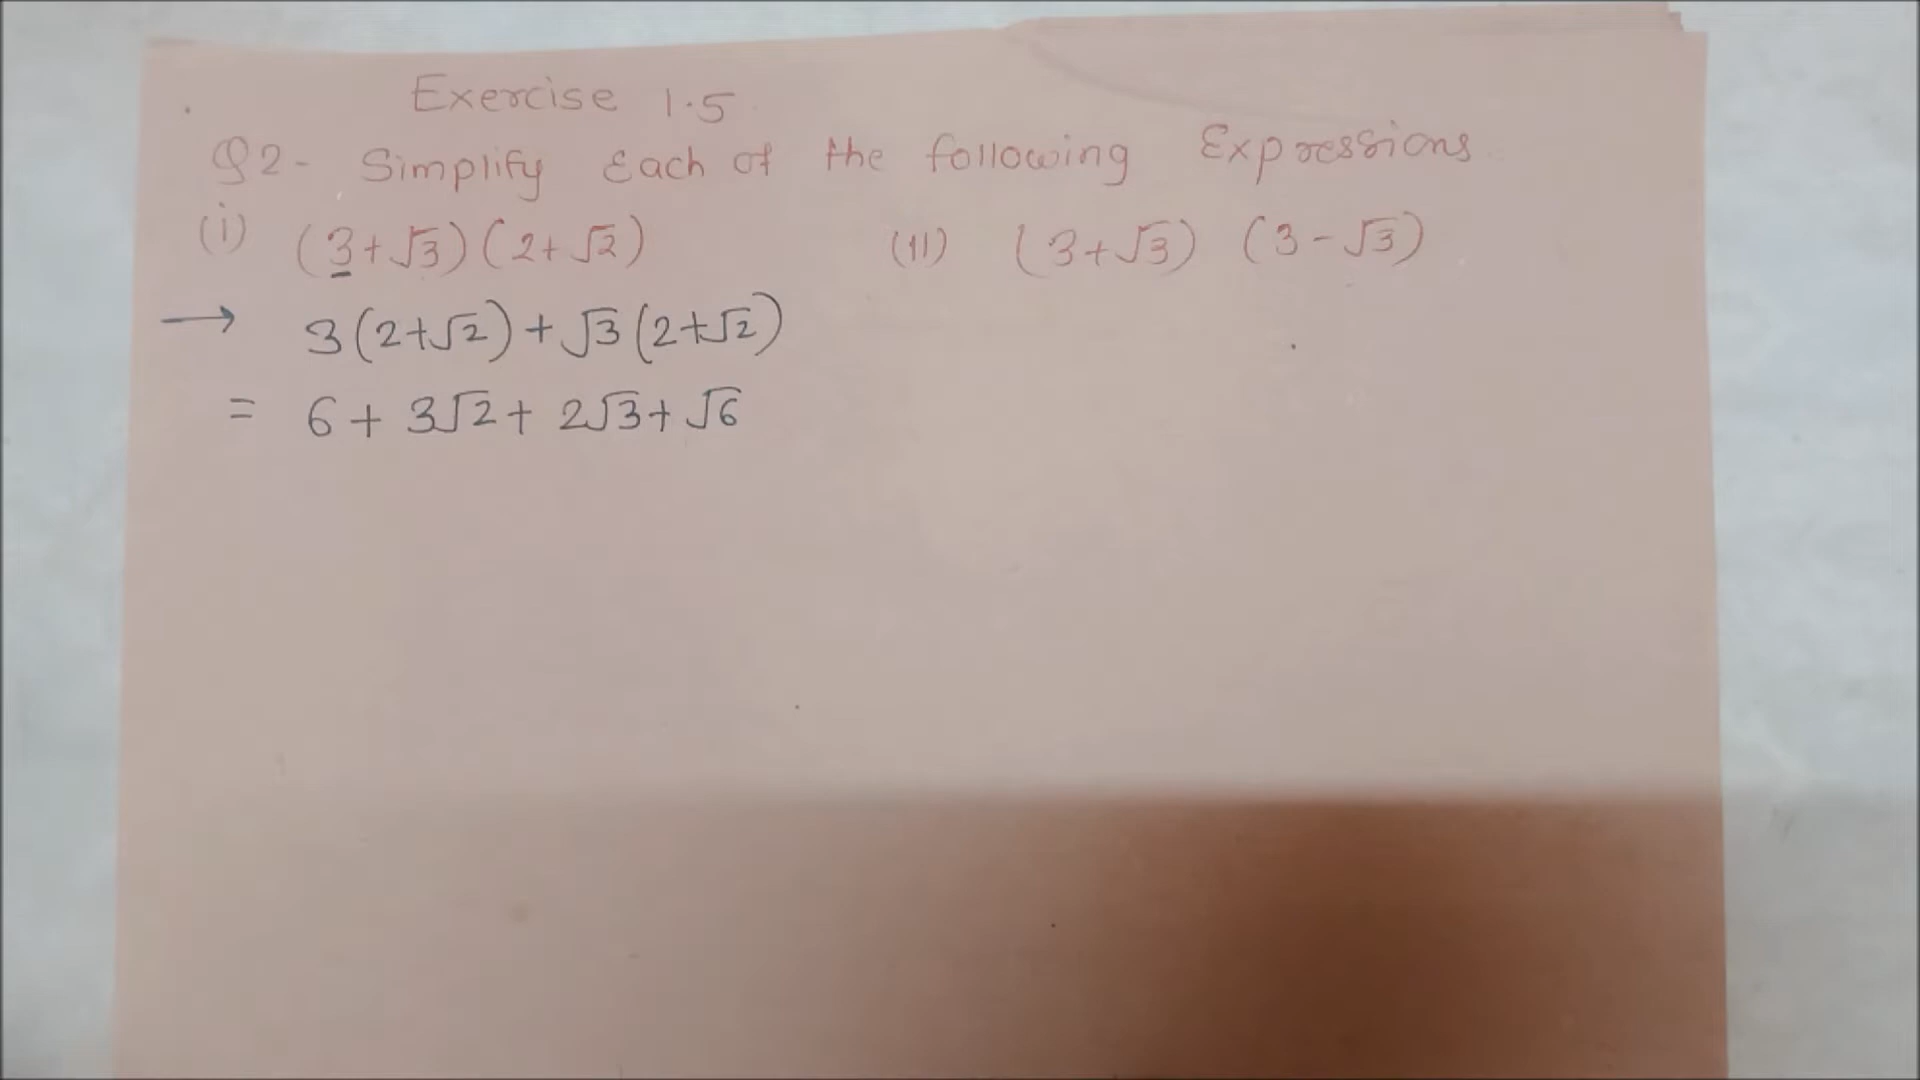 Exercise 1.5
Q2- Simplify Each of the following Expressions
(i) (3+√3)(2+√2) (ii) (3+√3) (3-√3)
→ 3(2+√2)+√3(2+√2)
= 6+ 3√2+ 2√3+√6